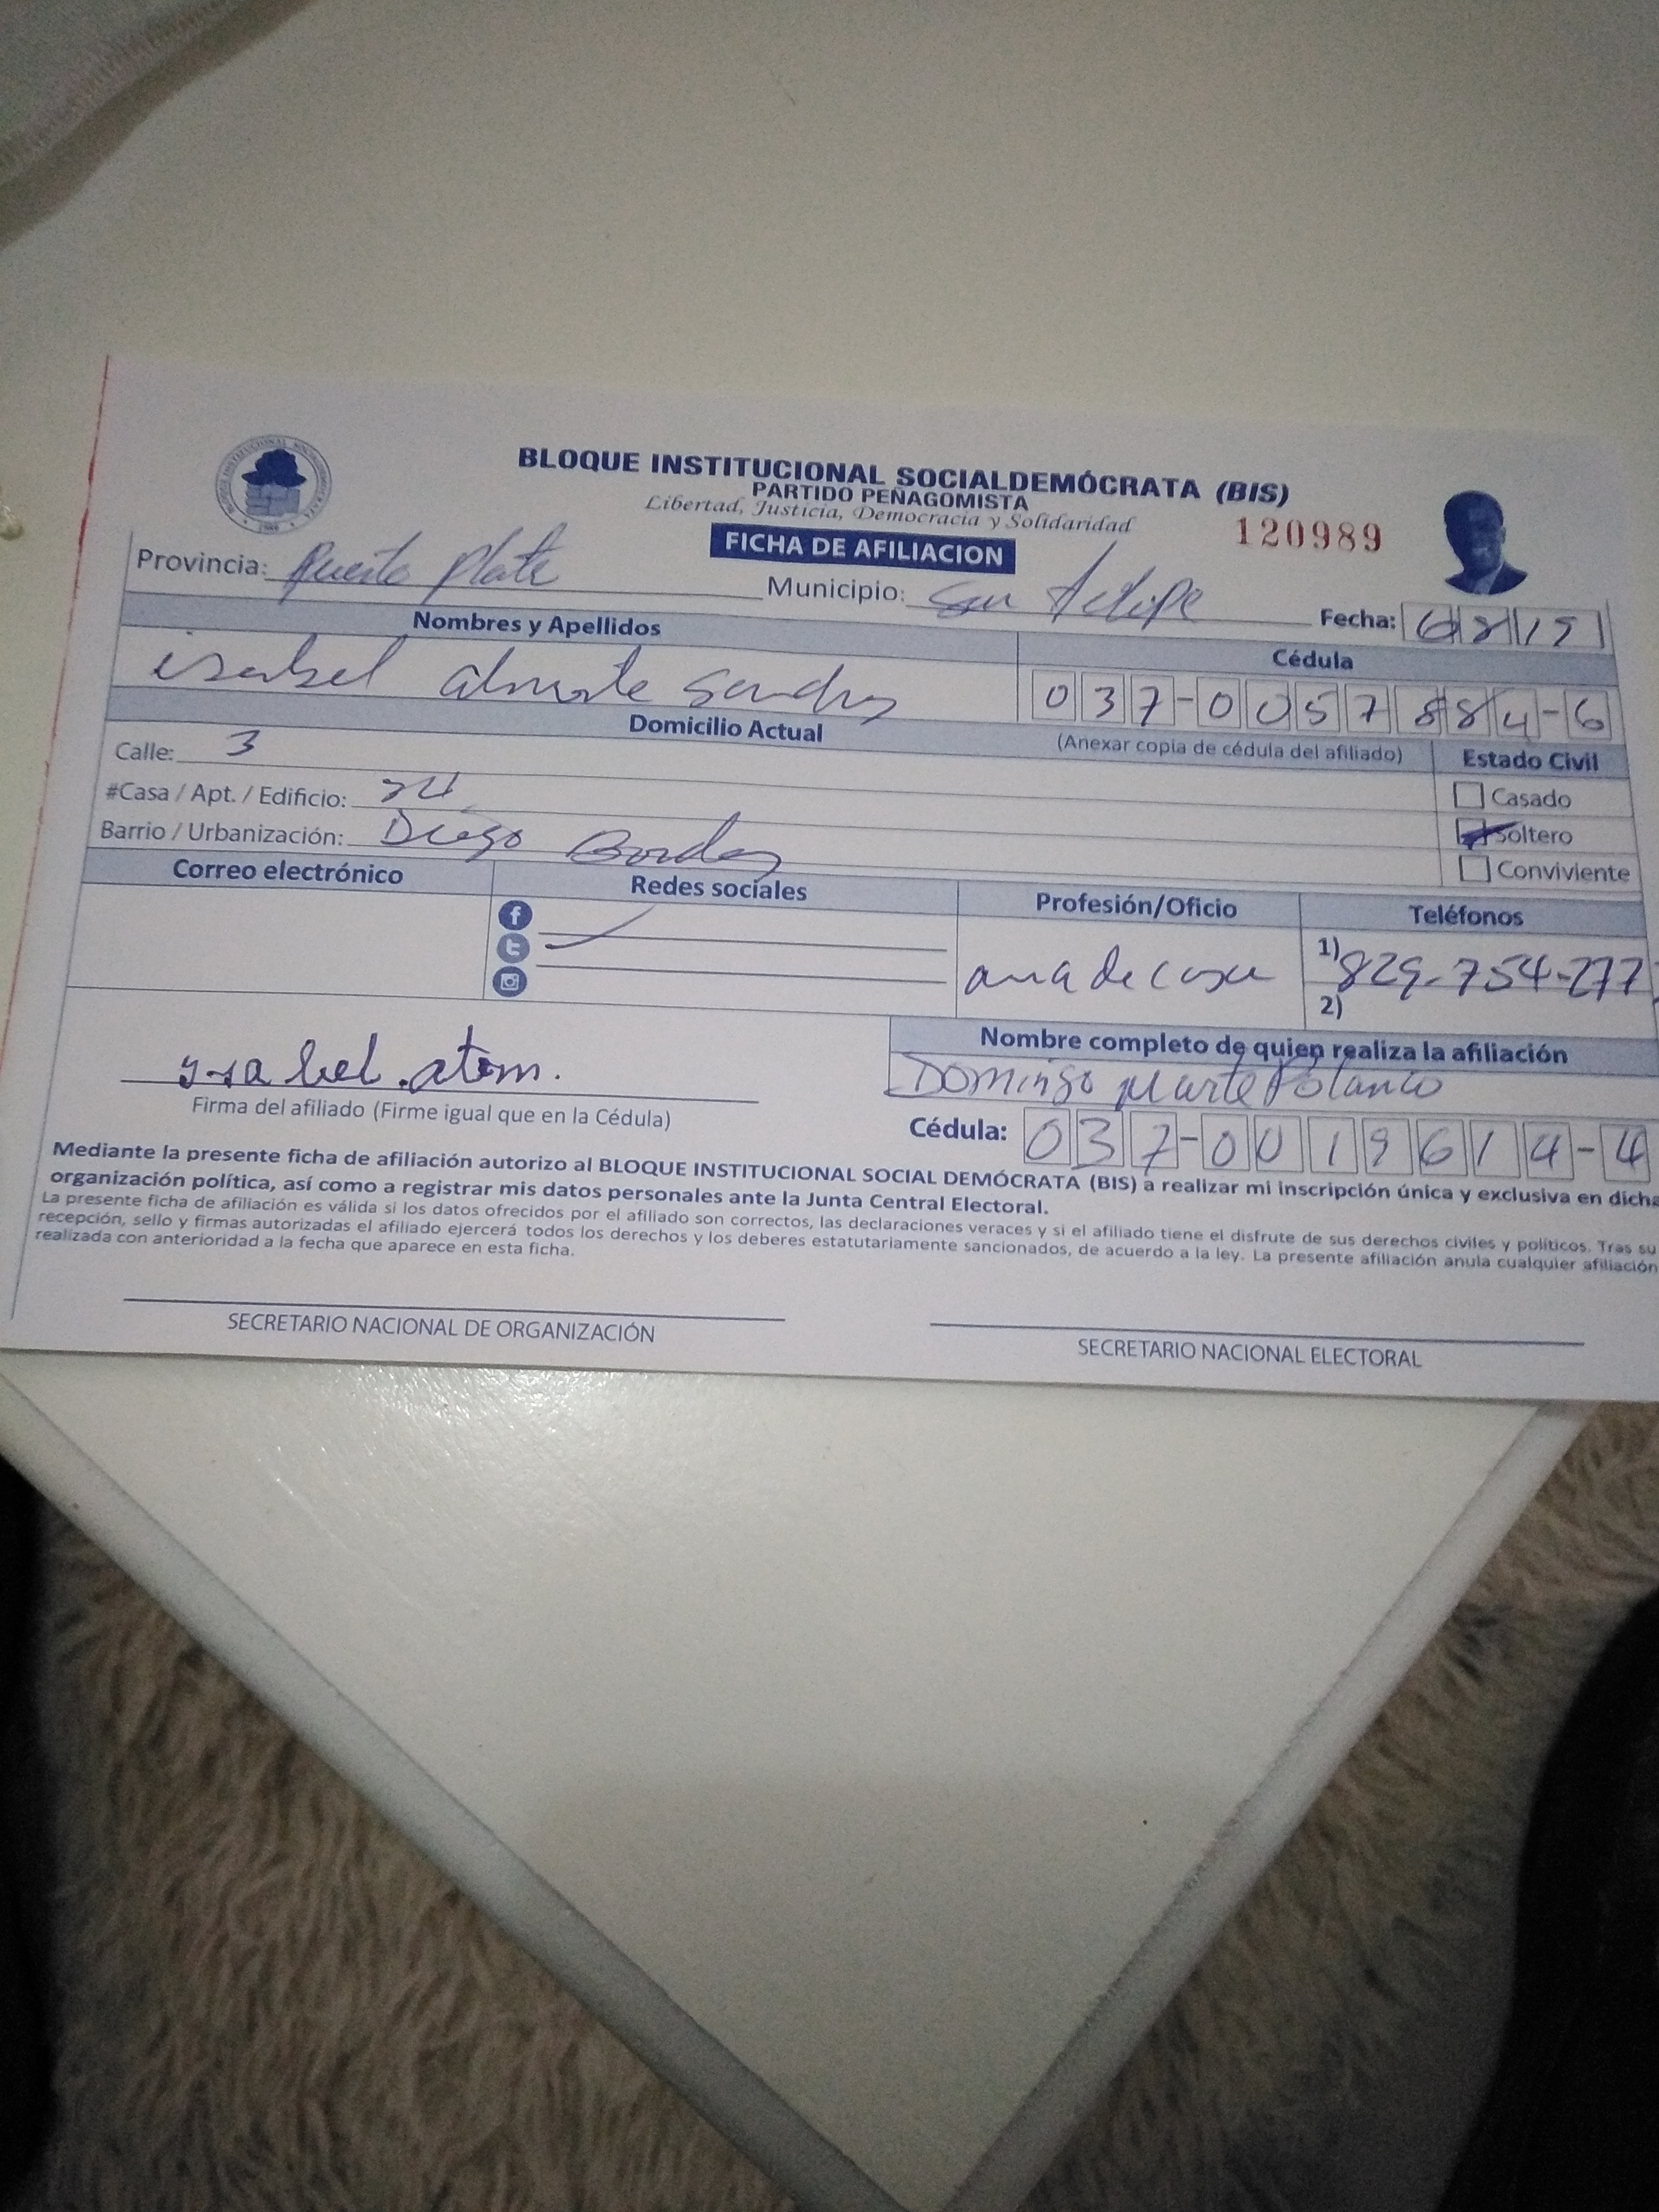 BLOQUE INSTITUCIONAL SOCIALDEMÓCRATA (BIS)
PARTIDO PEÑAGOMISTA
Libertad, Justicia, Democracia y Solidaridad
120989
FICHA DE AFILIACION
Provincia: Puerto Plata Municipio: San Felipe Fecha: 6|8|19
Nombres y Apellidos Cédula
isabel almonte Sanchez 037-0057884-6
Domicilio Actual (Anexar copia de cédula del afiliado) Estado Civil
Calle: 3
Casado
#Casa / Apt. / Edificio: 34
Soltero
Barrio / Urbanización: Diego Bordas
Conviviente
Correo electrónico Redes sociales Profesión/Oficio Teléfonos
ama de casa 1) 829-754-277
2)
Nombre completo de quien realiza la afiliación
Domingo Marte Polanco
Firma del afiliado (Firme igual que en la Cédula)
Cédula: 037-0019614-4
Mediante la presente ficha de afiliación autorizo al BLOQUE INSTITUCIONAL SOCIAL DEMÓCRATA (BIS) a realizar mi inscripción única y exclusiva en dicha
organización política, así como a registrar mis datos personales ante la Junta Central Electoral.
La presente ficha de afiliación es válida si los datos ofrecidos por el afiliado son correctos, las declaraciones veraces y si el afiliado tiene el disfrute de sus derechos civiles y políticos. Tras su
recepción, sello y firmas autorizadas el afiliado ejercerá todos los derechos y los deberes estatutariamente sancionados, de acuerdo a la ley. La presente afiliación anula cualquier afiliación
realizada con anterioridad a la fecha que aparece en esta ficha.
SECRETARIO NACIONAL DE ORGANIZACIÓN SECRETARIO NACIONAL ELECTORAL